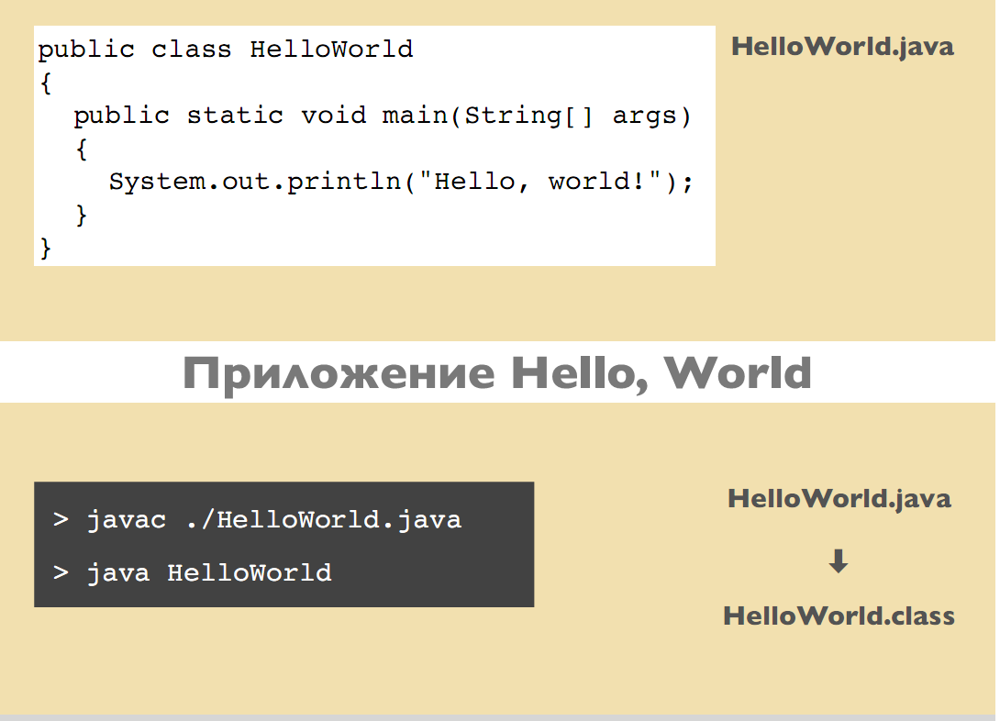 public class HelloWorld
{
  public static void main(String[] args)
  {
    System.out.println("Hello, world!");
  }
}
HelloWorld.java
Приложение Hello, World
> javac ./HelloWorld.java
> java HelloWorld
HelloWorld.java
⬇
HelloWorld.class